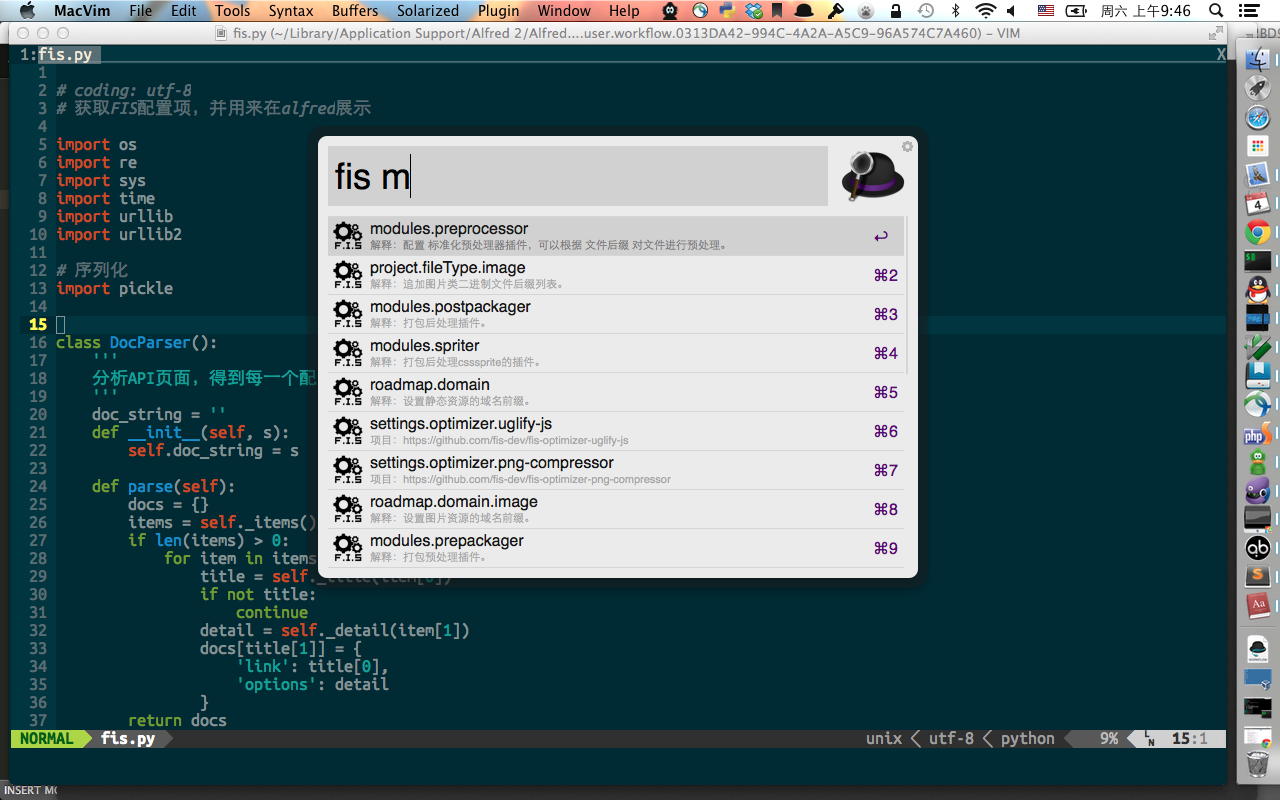 MacVim File Edit Tools Syntax Buffers Solarized Plugin Window Help 周六 上午9:46
fis.py (~/Library/Application Support/Alfred 2/Alfred....user.workflow.0313DA42-994C-4A2A-A5C9-96A574C7A460) – VIM
1:fis.py X
1
2 # coding: utf-8
3 # 获取FIS配置项，并用来在alfred展示
4
5 import os
6 import re
7 import sys
8 import time
9 import urllib
10 import urllib2
11
12 # 序列化
13 import pickle
14
15
16 class DocParser():
17 '''
18 分析API页面，得到每一个配
19 '''
20 doc_string = ''
21 def __init__(self, s):
22 self.doc_string = s
23
24 def parse(self):
25 docs = {}
26 items = self._items()
27 if len(items) > 0:
28 for item in items
29 title = self._title(item[0])
30 if not title:
31 continue
32 detail = self._detail(item[1])
33 docs[title[1]] = {
34 'link': title[0],
35 'options': detail
36 }
37 return docs
NORMAL fis.py unix utf-8 python 9% LN 15:1
INSERT MO
fis m
F.I.S modules.preprocessor
解释：配置 标准化预处理器插件，可以根据 文件后缀 对文件进行预处理。
↩
F.I.S project.fileType.image ⌘2
解释：追加图片类二进制文件后缀列表。
F.I.S modules.postpackager ⌘3
解释：打包后处理插件。
F.I.S modules.spriter ⌘4
解释：打包后处理csssprite的插件。
F.I.S roadmap.domain ⌘5
解释：设置静态资源的域名前缀。
F.I.S settings.optimizer.uglify-js ⌘6
项目：https://github.com/fis-dev/fis-optimizer-uglify-js
F.I.S settings.optimizer.png-compressor ⌘7
项目：https://github.com/fis-dev/fis-optimizer-png-compressor
F.I.S roadmap.domain.image ⌘8
解释：设置图片资源的域名前缀。
F.I.S modules.prepackager ⌘9
解释：打包预处理插件。
4
php
ab
S
Aa